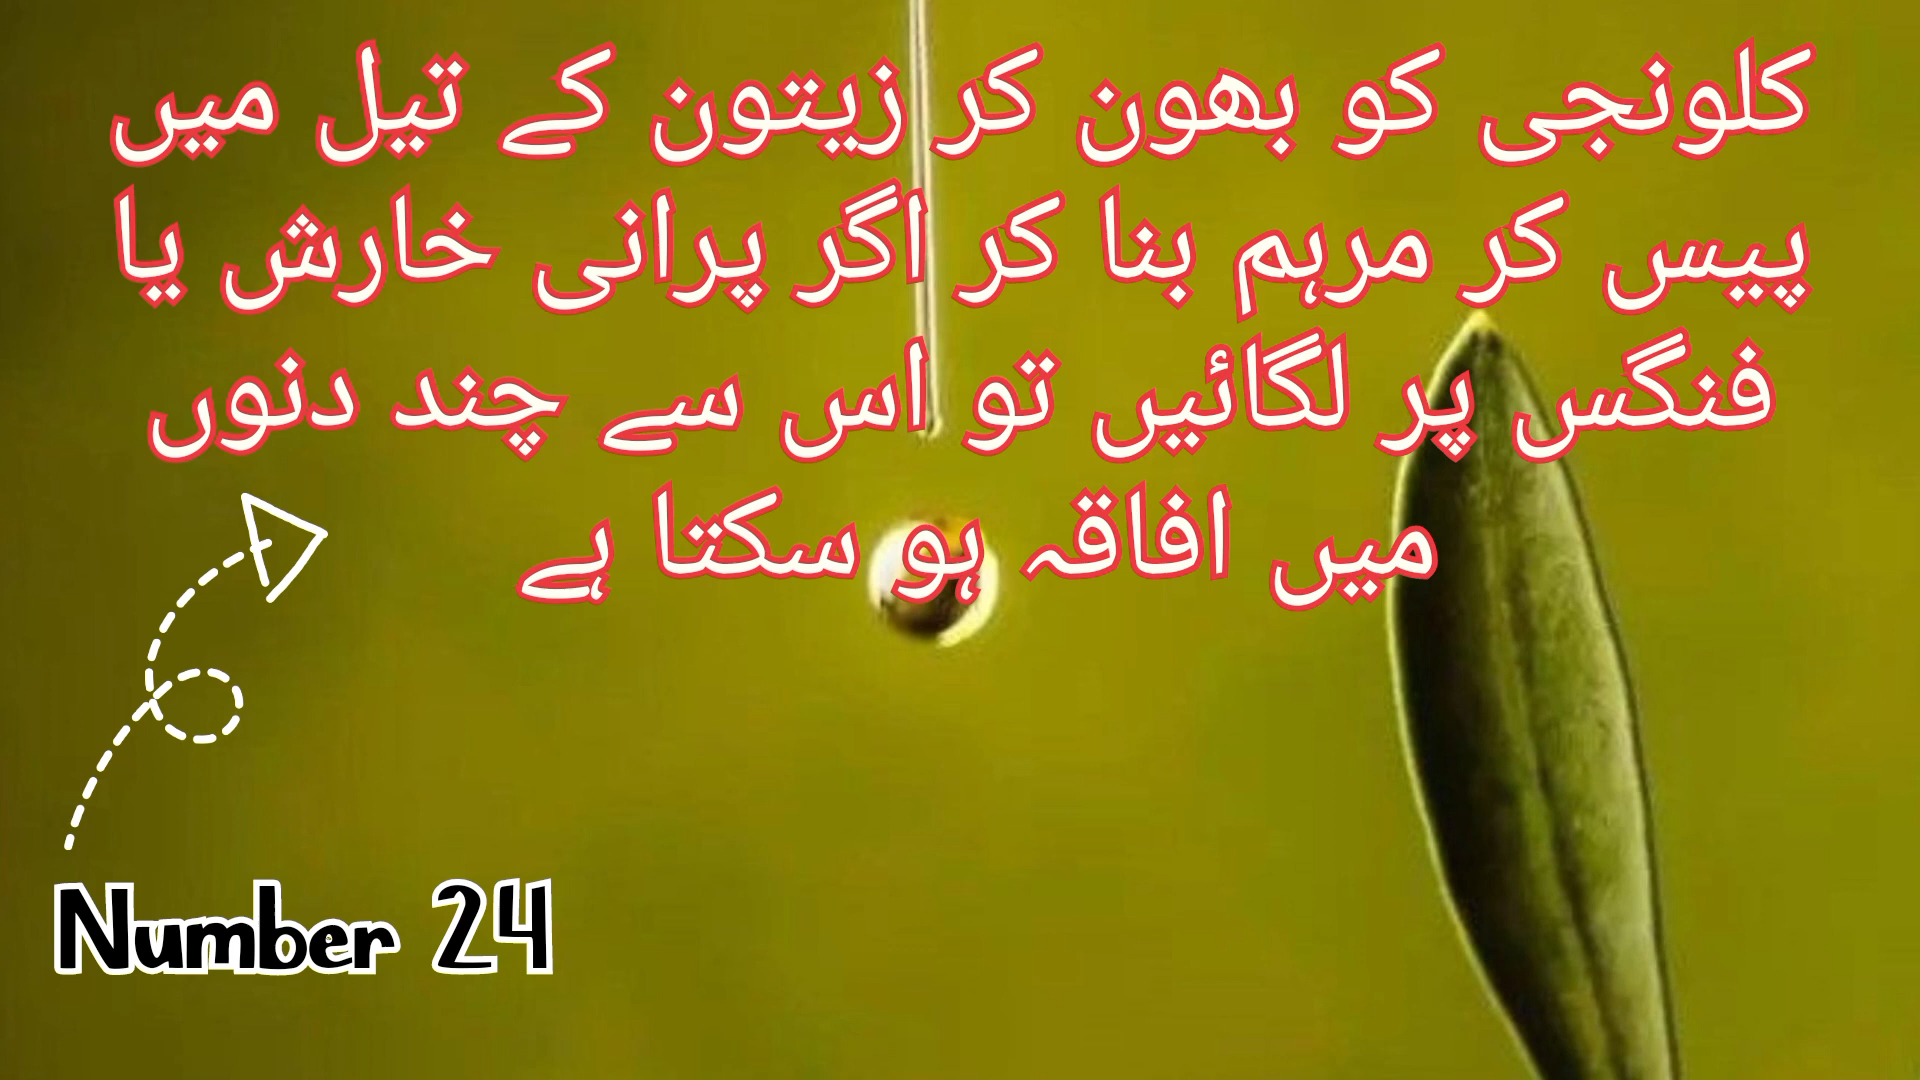 کلونجی کو بھون کر زیتون کے تیل میں
پیس کر مرہم بنا کر اگر پرانی خارش یا
فنگس پر لگائیں تو اس سے چند دنوں
میں افاقہ ہو سکتا ہے
Number 24